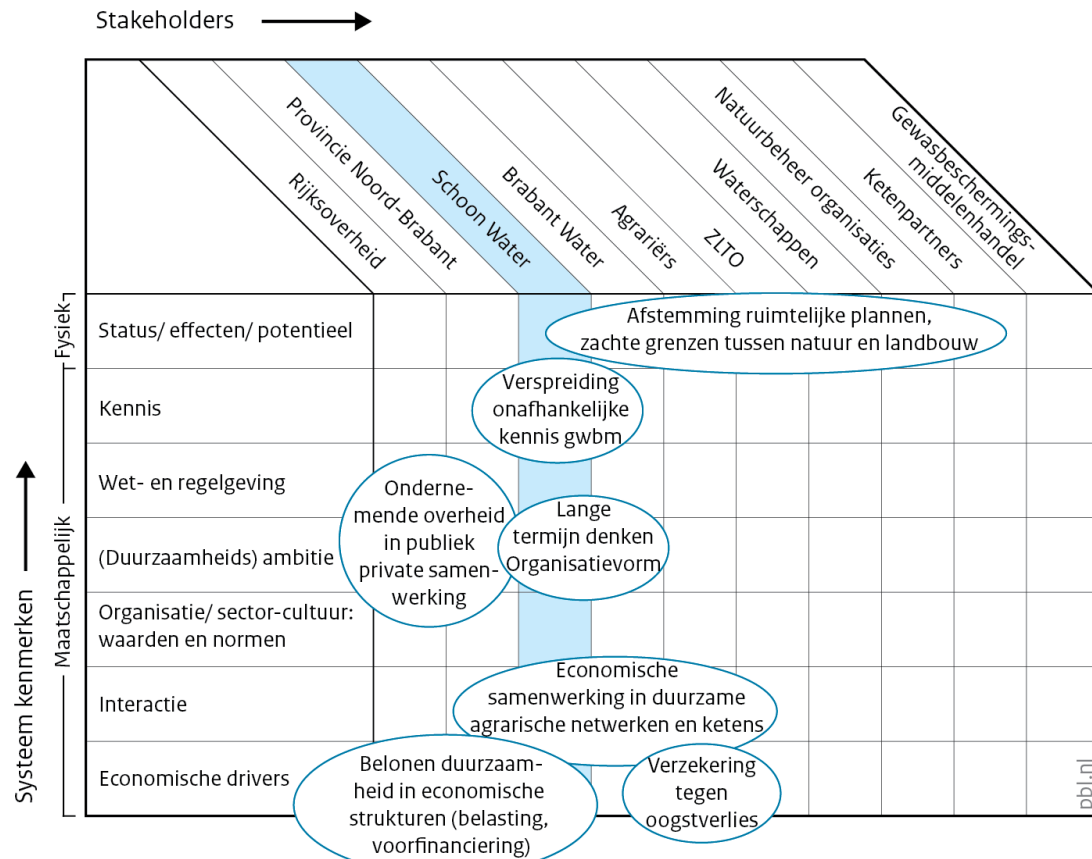 Stakeholders
Rijksoverheid
Provincie Noord-Brabant
Schoon Water
Brabant Water
Agrariërs
ZLTO
Waterschappen
Natuurbeheer organisaties
Ketenpartners
Gewasbeschermings-
middelenhandel
Systeem kenmerken
Fysiek
Maatschappelijk
Status/ effecten/ potentieel
Afstemming ruimtelijke plannen,
zachte grenzen tussen natuur en landbouw
Kennis
Verspreiding
onafhankelijke
kennis gwbm
Wet- en regelgeving
(Duurzaamheids) ambitie
Organisatie/ sector-cultuur:
waarden en normen
Onderne-
mende overheid
in publiek
private samen-
werking
Lange
termijn denken
Organisatievorm
Interactie
Economische
samenwerking in duurzame
agrarische netwerken en ketens
Economische drivers
Belonen duurzaam-
heid in economische
strukturen (belasting,
voorfinanciering)
Verzekering
tegen
oogstverlies
pbl.nl